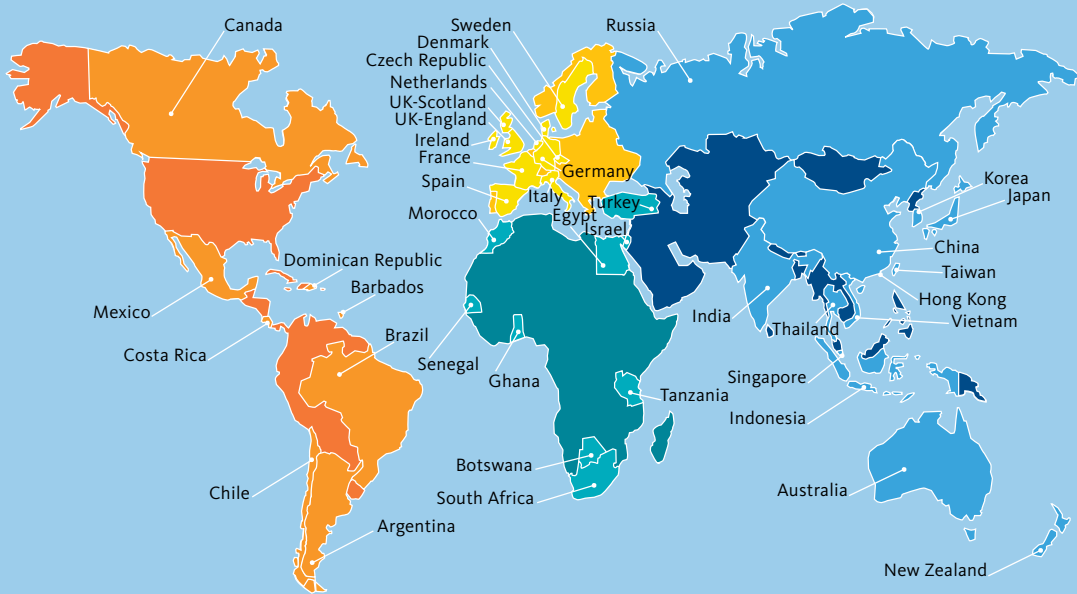 Canada
Sweden
Russia
Denmark
Czech Republic
Netherlands
UK-Scotland
UK-England
Ireland
France
Germany
Spain
Italy
Turkey
Morocco
Egypt
Israel
Korea
Japan
China
Dominican Republic
Taiwan
Barbados
Hong Kong
Mexico
India
Vietnam
Thailand
Brazil
Costa Rica
Senegal
Ghana
Singapore
Tanzania
Indonesia
Botswana
Chile
South Africa
Australia
Argentina
New Zealand